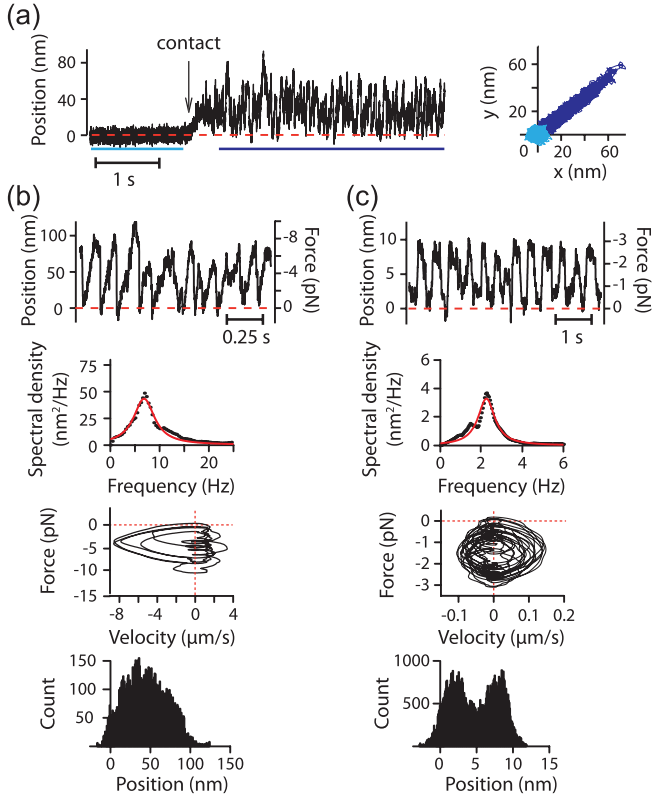 (a)
contact
Position (nm)
80
40
0
1 s
y (nm)
60
20
0
20
60
x (nm)
(b)
Position (nm)
100
50
0
-8
-4
0
Force (pN)
0.25 s
Spectral density
(nm²/Hz)
75
50
25
0
0
10
20
Frequency (Hz)
Force (pN)
0
-5
-10
-15
-8
-4
0
4
Velocity (μm/s)
Count
150
100
50
0
50
100
150
Position (nm)
(c)
Position (nm)
10
5
0
-3
-2
-1
0
Force (pN)
1 s
Spectral density
(nm²/Hz)
6
4
2
0
0
2
4
6
Frequency (Hz)
Force (pN)
0
-1
-2
-3
-0.1
0
0.1
0.2
Velocity (μm/s)
Count
1000
500
0
5
10
15
Position (nm)